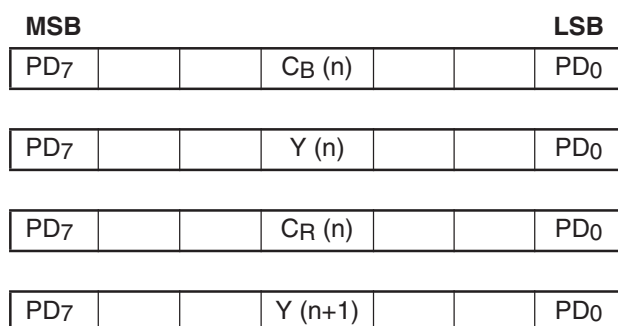 MSB LSB
PD7 CB (n) PD0
PD7 Y (n) PD0
PD7 CR (n) PD0
PD7 Y (n+1) PD0